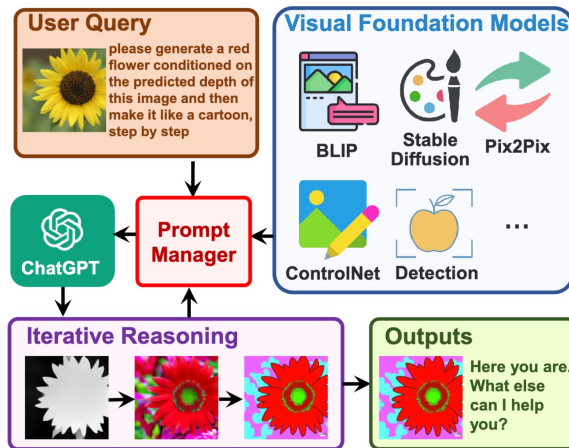 User Query
please generate a red
flower conditioned on
the predicted depth of
this image and then
make it like a cartoon,
step by step
Visual Foundation Models
BLIP
Stable
Diffusion
Pix2Pix
ControlNet
Detection
...
ChatGPT
Prompt
Manager
Iterative Reasoning
Outputs
Here you are.
What else
can I help
you?